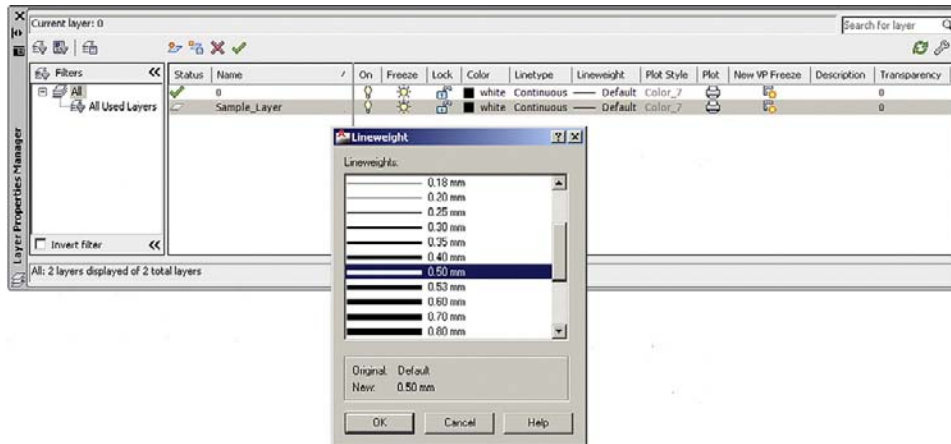 Current layer: 0
Search for layer
Filters
Status Name On Freeze Lock Color Linetype Lineweight Plot Style Plot New VP Freeze Description Transparency
All
0 white Continuous Default Color_7 0
All Used Layers
Sample_Layer white Continuous Default Color_7 0
Layer Properties Manager
Invert filter
All: 2 layers displayed of 2 total layers
Lineweight
Lineweights:
0.18 mm
0.20 mm
0.25 mm
0.30 mm
0.35 mm
0.40 mm
0.50 mm
0.53 mm
0.60 mm
0.70 mm
0.80 mm
Original: Default
New: 0.50 mm
OK Cancel Help